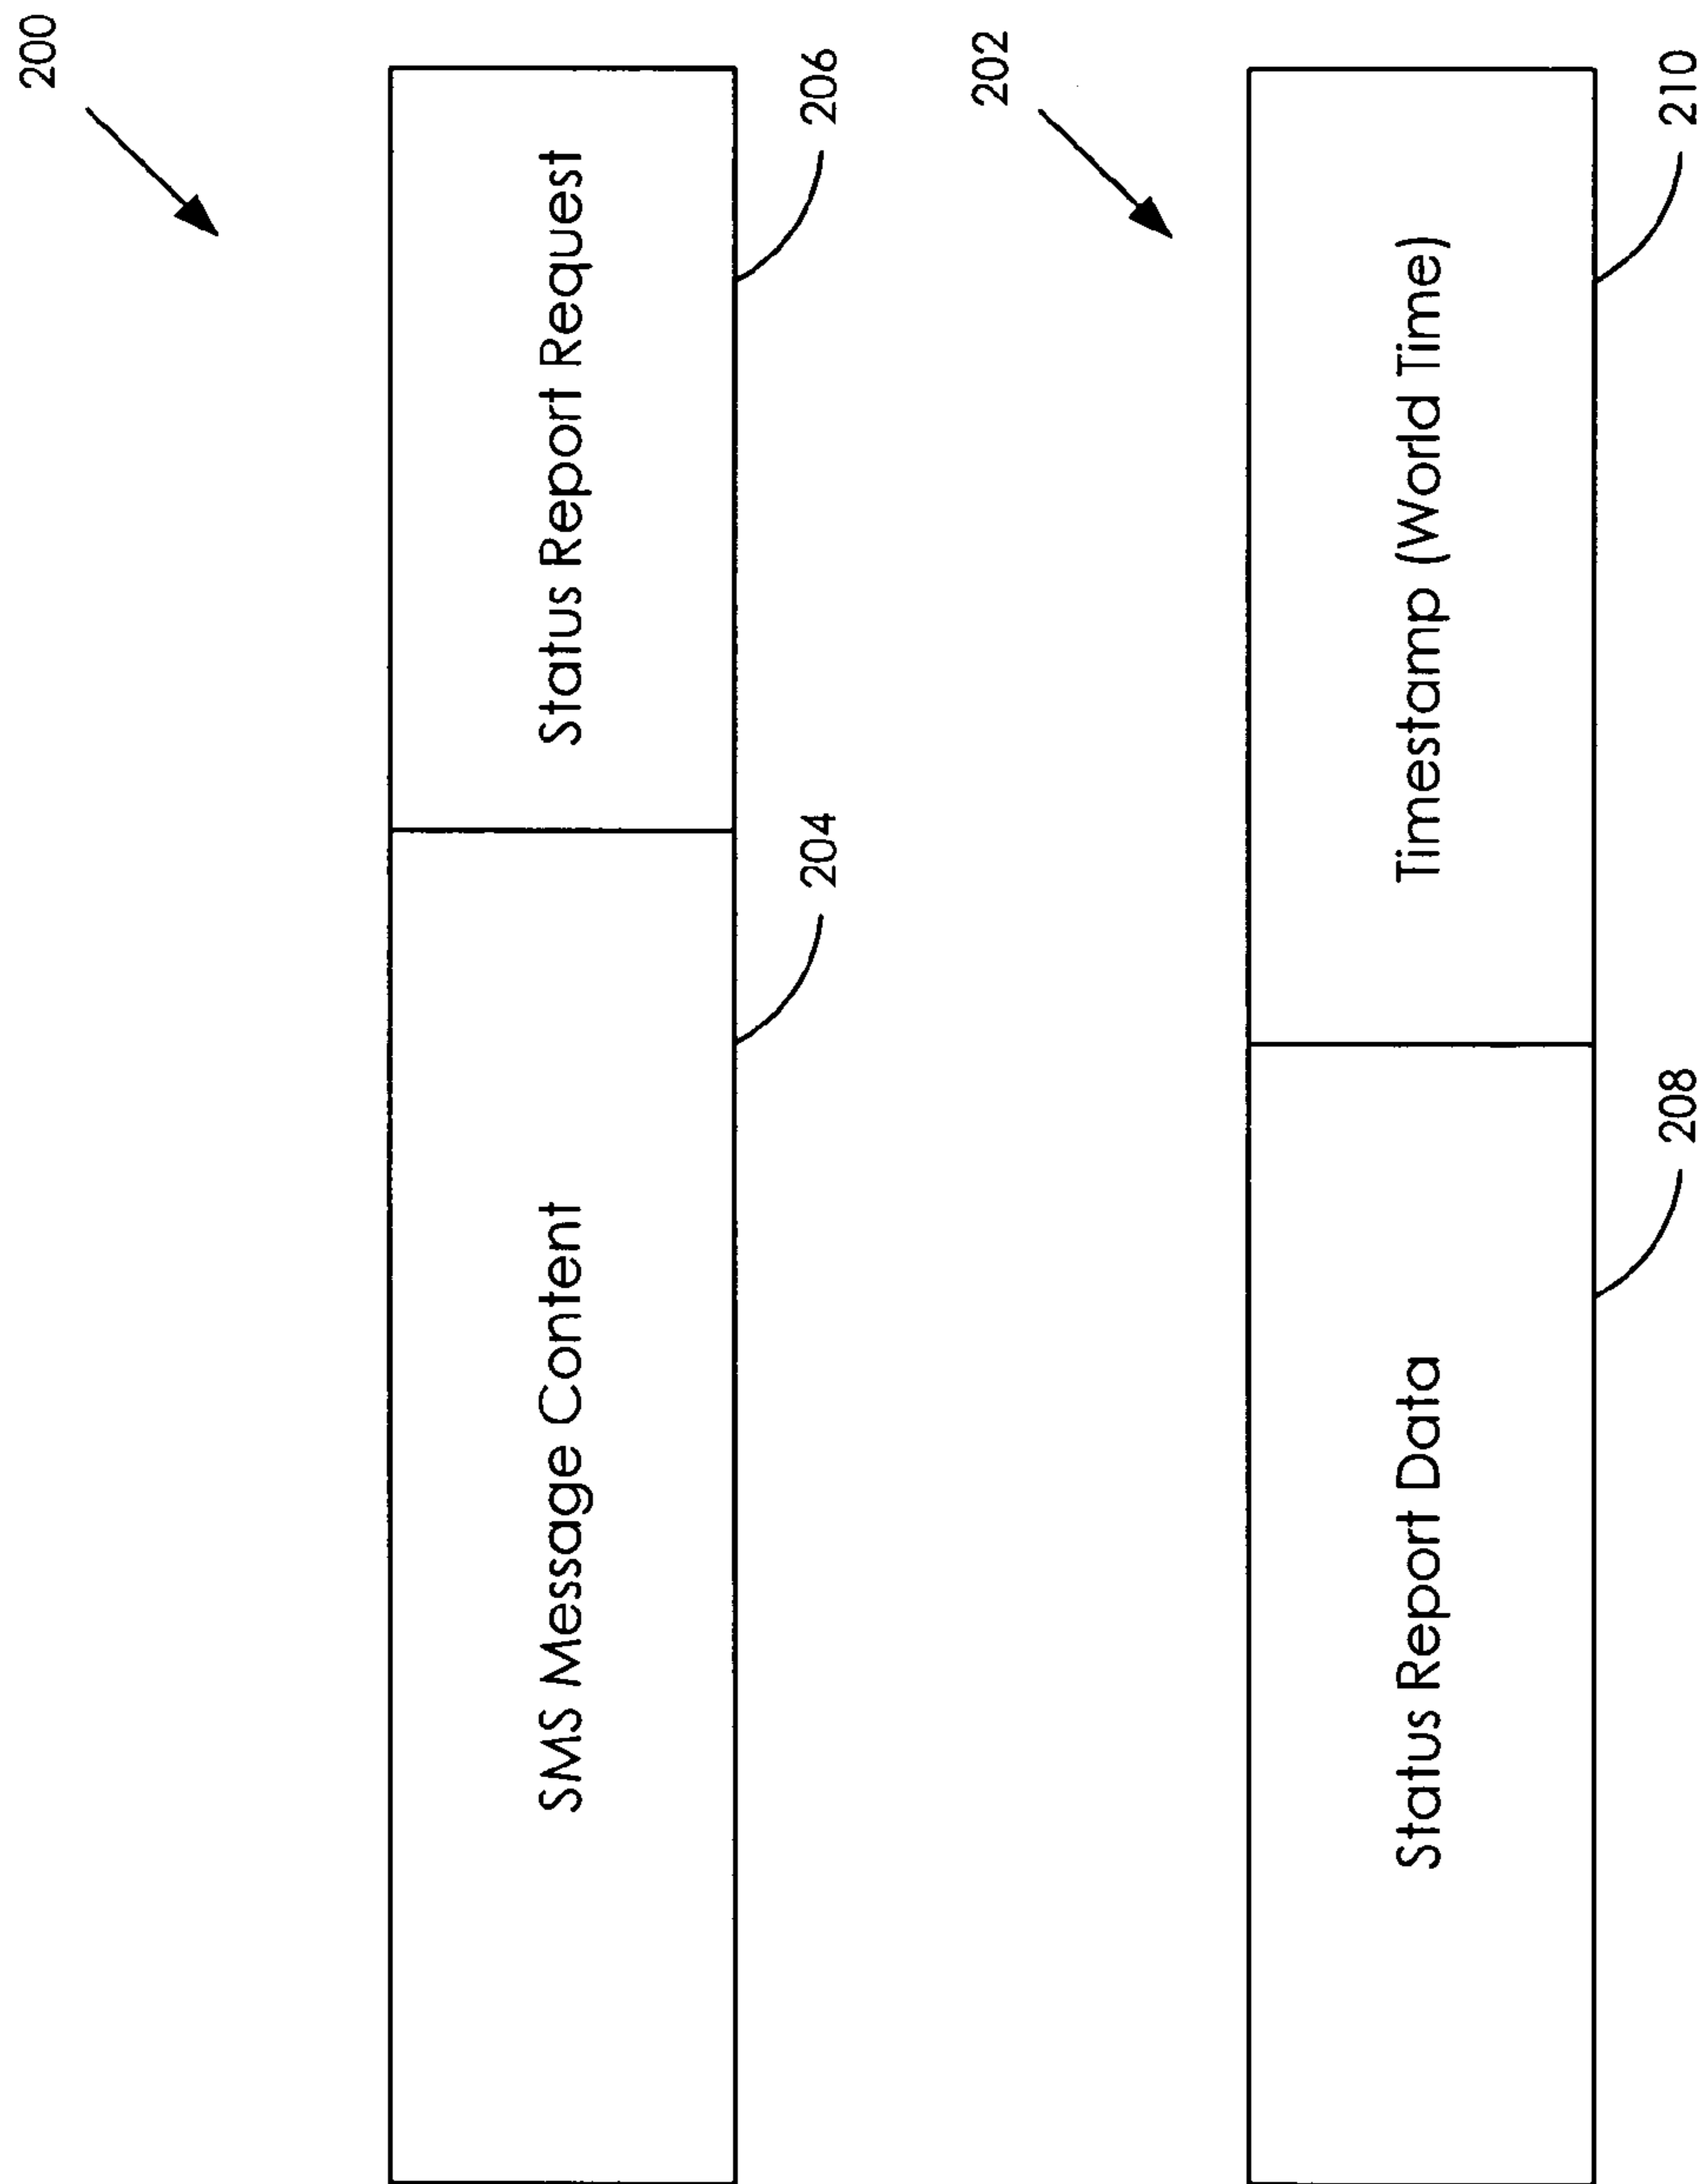 200
SMS Message Content
Status Report Request
204
206
202
Status Report Data
Timestamp (World Time)
208
210